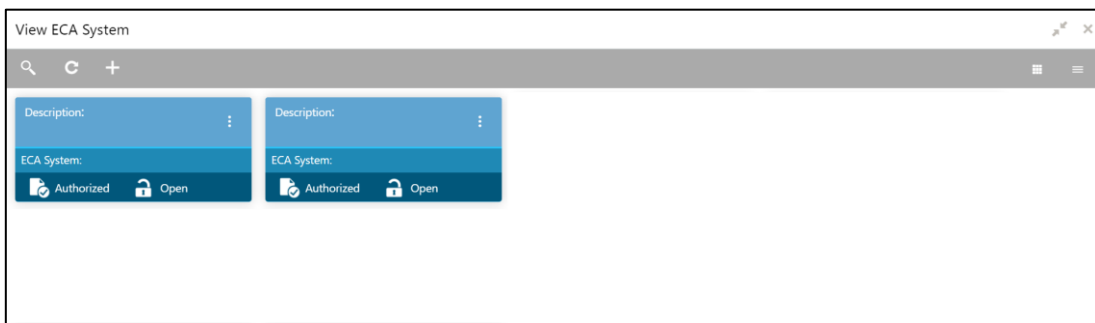 View ECA System
Description: Description:
ECA System: ECA System:
Authorized Open Authorized Open